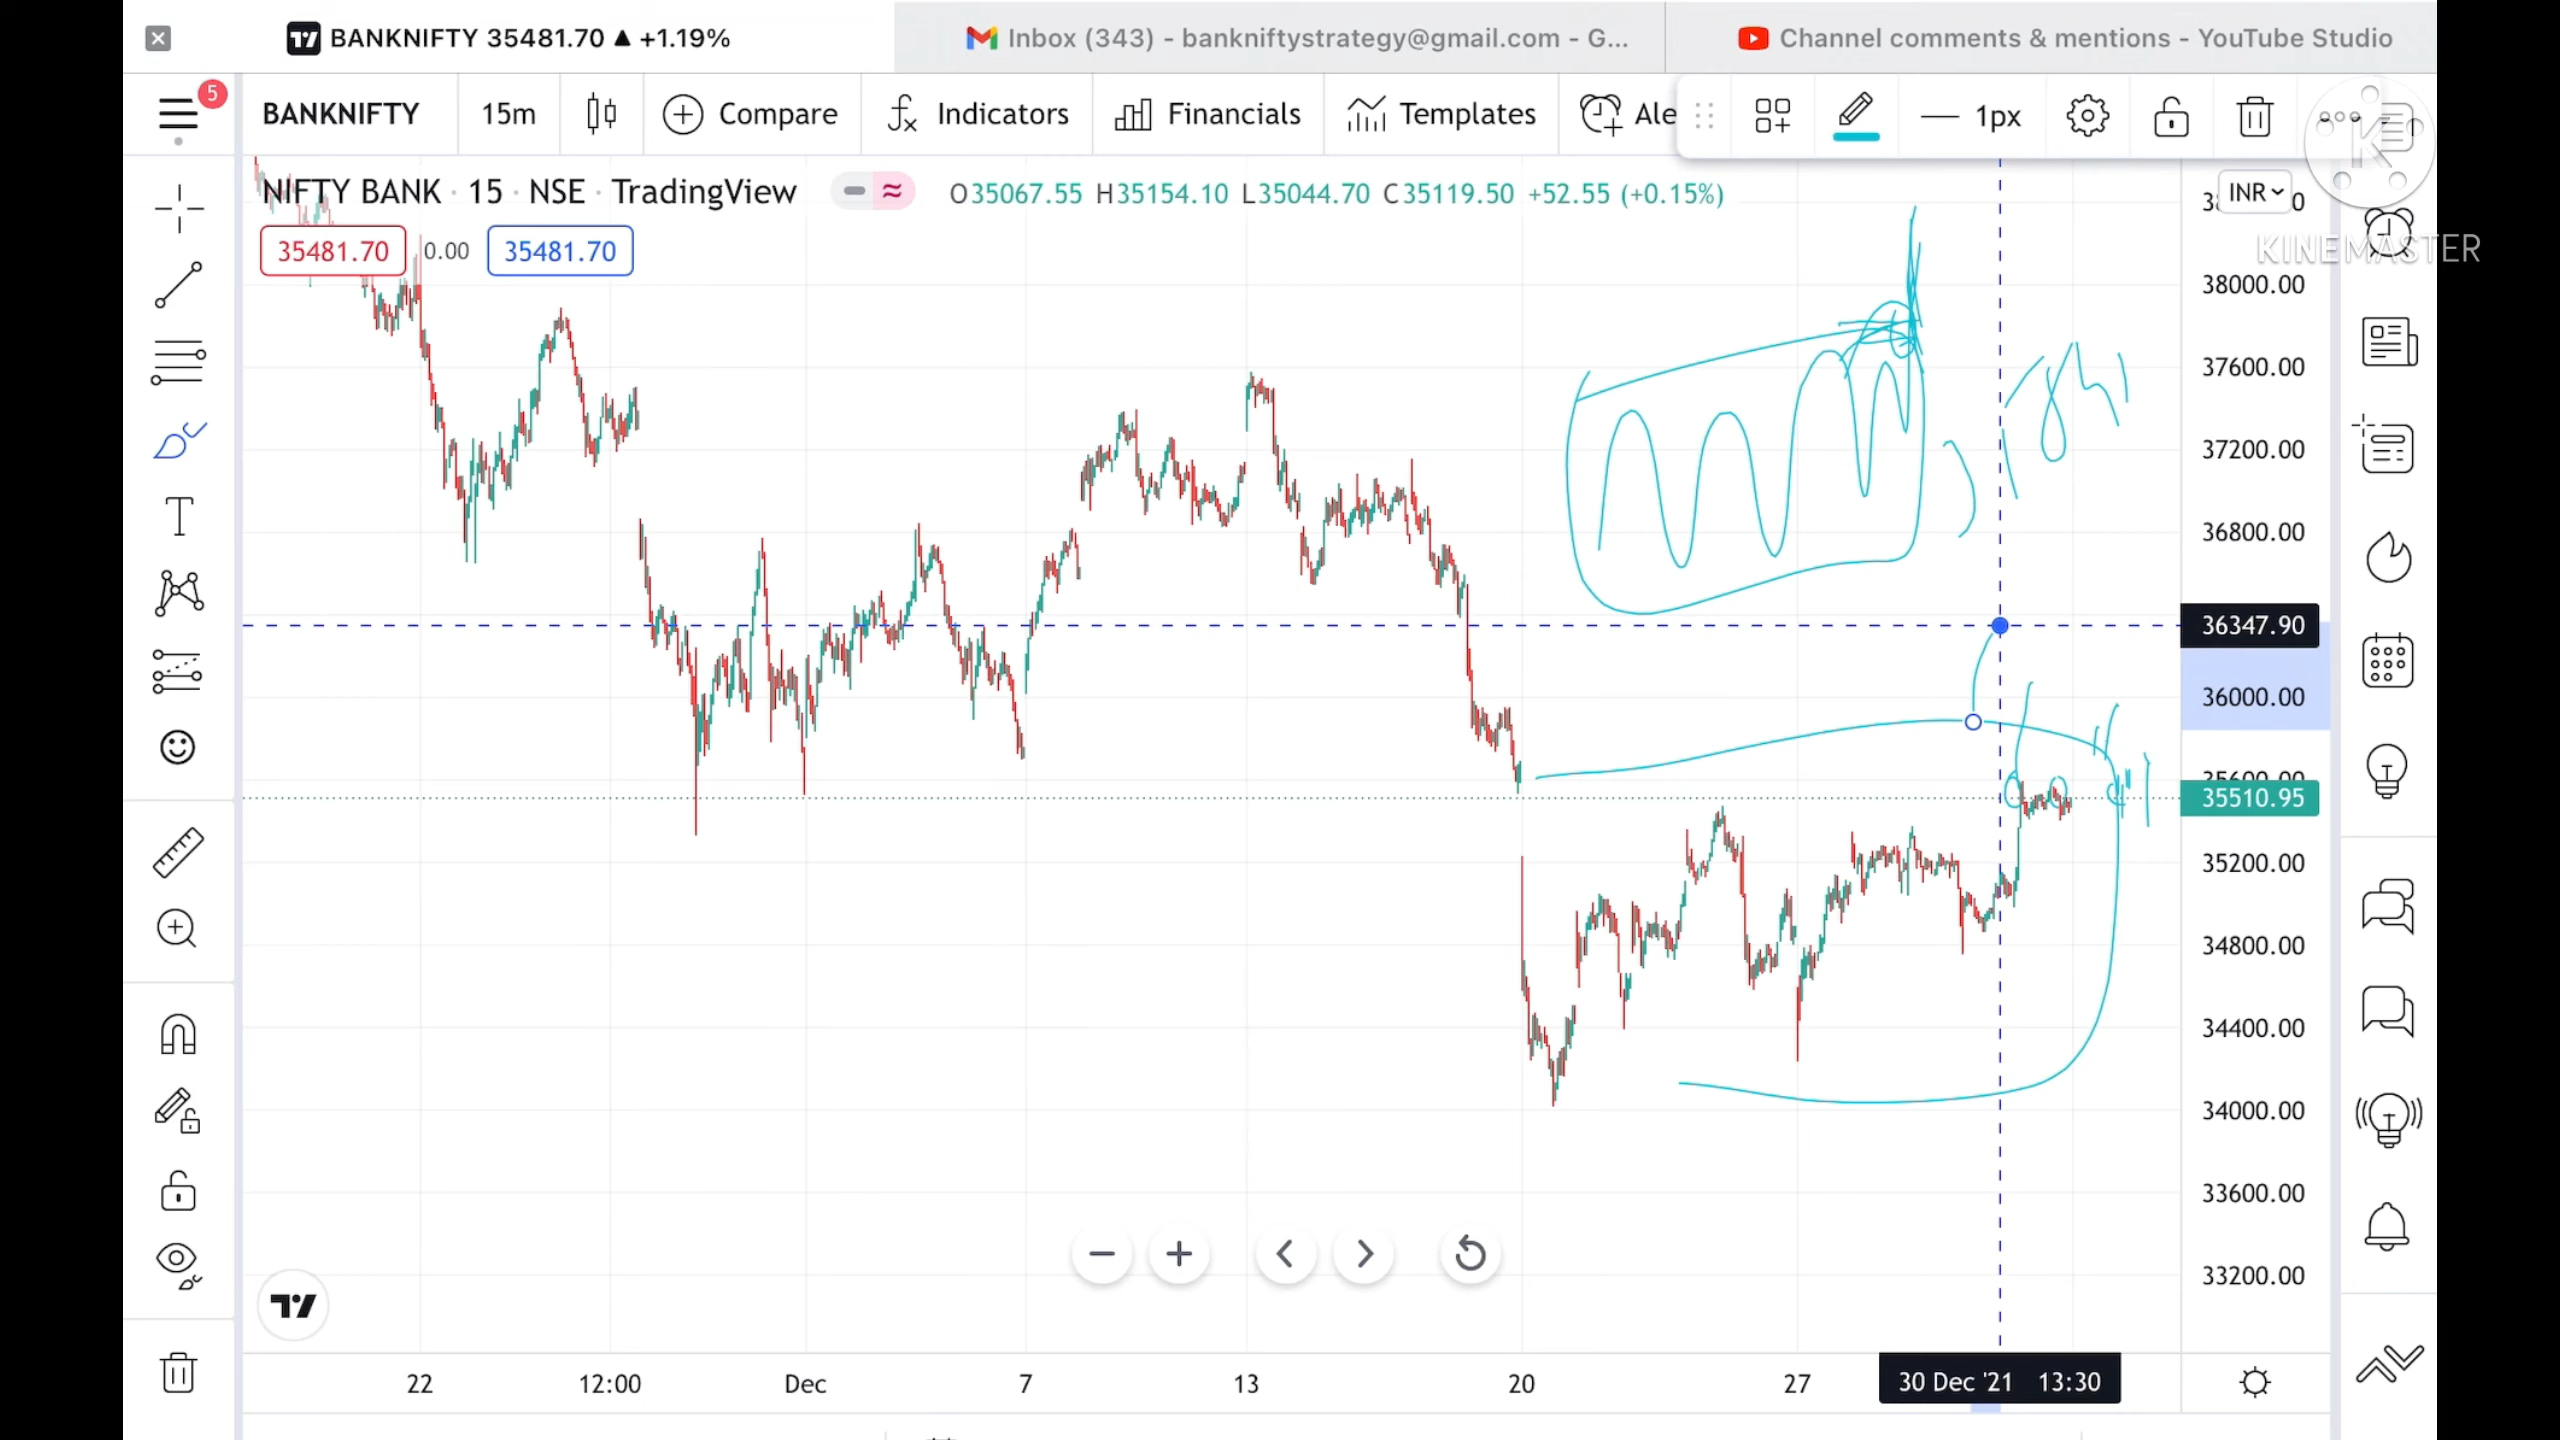 BANKNIFTY 35481.70 ▲ +1.19%
Inbox (343) - bankniftystrategy@gmail.com - G...
Channel comments & mentions - YouTube Studio
5
BANKNIFTY
15m
Compare
Indicators
Financials
Templates
Ale
1px
NIFTY BANK · 15 · NSE · TradingView
O35067.55 H35154.10 L35044.70 C35119.50 +52.55 (+0.15%)
INR
KINEMASTER
35481.70
0.00
35481.70
38000.00
37600.00
37200.00
36800.00
36347.90
36000.00
35600.00
35510.95
35200.00
34800.00
34400.00
34000.00
33600.00
33200.00
22
12:00
Dec
7
13
20
27
30 Dec '21 13:30